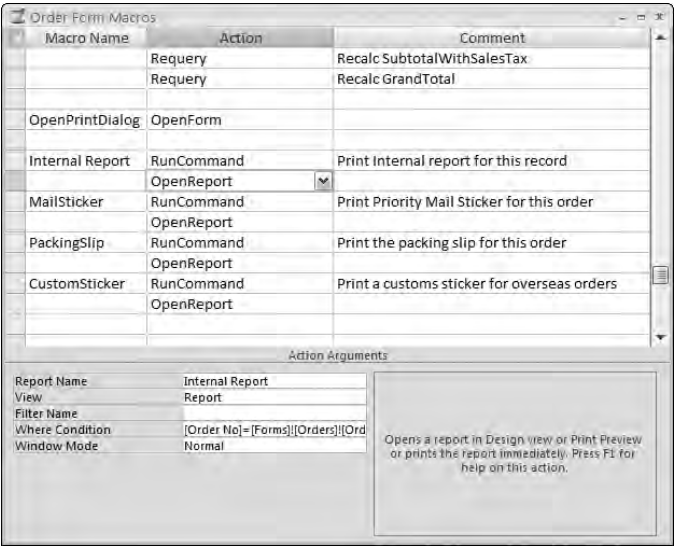 Order Form Macros
Macro Name Action Comment
Requery Recalc SubtotalWithSalesTax
Requery Recalc GrandTotal
OpenPrintDialog OpenForm
Internal Report RunCommand Print Internal report for this record
OpenReport
MailSticker RunCommand Print Priority Mail Sticker for this order
OpenReport
PackingSlip RunCommand Print the packing slip for this order
OpenReport
CustomSticker RunCommand Print a customs sticker for overseas orders
OpenReport
Action Arguments
Report Name Internal Report
View Report
Filter Name
Where Condition [Order No]=[Forms]![Orders]![Ord
Window Mode Normal
Opens a report in Design view or Print Preview
or prints the report immediately. Press F1 for
help on this action.